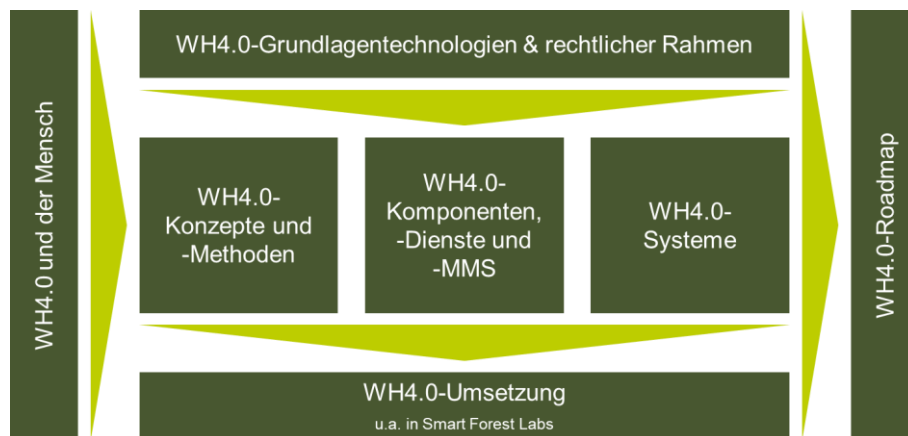 WH4.0 und der Mensch
WH4.0-Grundlagentechnologien & rechtlicher Rahmen
WH4.0-
Konzepte und
-Methoden
WH4.0-
Komponenten,
-Dienste und
-MMS
WH4.0-
Systeme
WH4.0-Umsetzung
u.a. in Smart Forest Labs
WH4.0-Roadmap